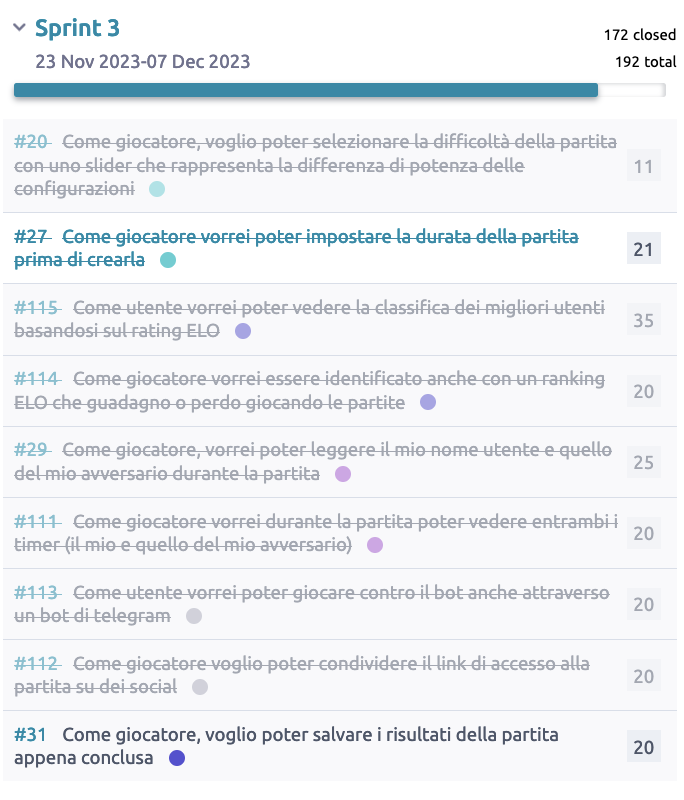 Sprint 3
172 closed
23 Nov 2023-07 Dec 2023
192 total
#20 Come giocatore, voglio poter selezionare la difficoltà della partita
con uno slider che rappresenta la differenza di potenza delle
configurazioni
11
#27 Come giocatore vorrei poter impostare la durata della partita
prima di crearla
21
#115 Come utente vorrei poter vedere la classifica dei migliori utenti
basandosi sul rating ELO
35
#114 Come giocatore vorrei essere identificato anche con un ranking
ELO che guadagno o perdo giocando le partite
20
#29 Come giocatore, vorrei poter leggere il mio nome utente e quello
del mio avversario durante la partita
25
#111 Come giocatore vorrei durante la partita poter vedere entrambi i
timer (il mio e quello del mio avversario)
20
#113 Come utente vorrei poter giocare contro il bot anche attraverso
un bot di telegram
20
#112 Come giocatore voglio poter condividere il link di accesso alla
partita su dei social
20
#31 Come giocatore, voglio poter salvare i risultati della partita
appena conclusa
20